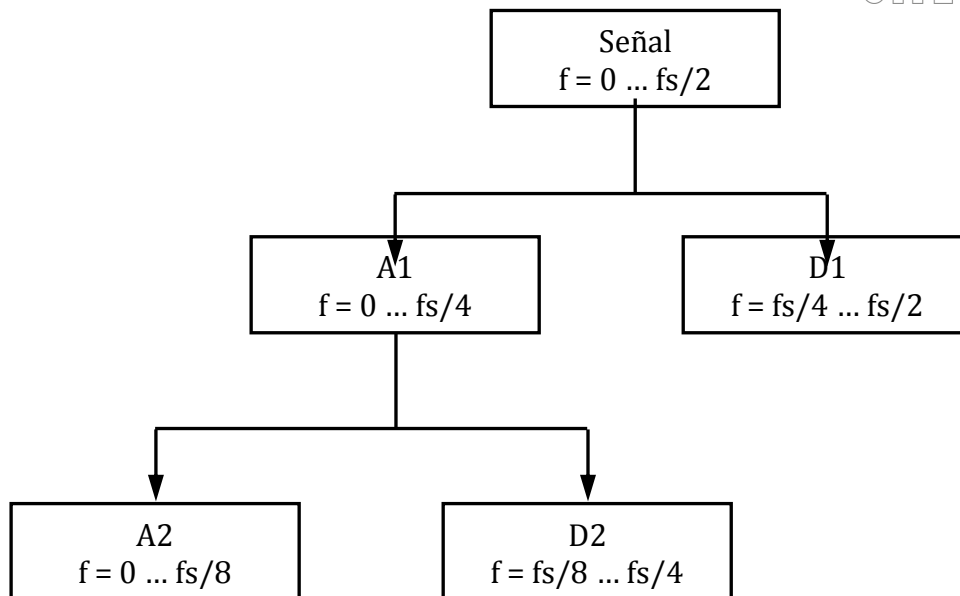 Señal
f = 0 ... fs/2
A1
f = 0 ... fs/4
D1
f = fs/4 ... fs/2
A2
f = 0 ... fs/8
D2
f = fs/8 ... fs/4